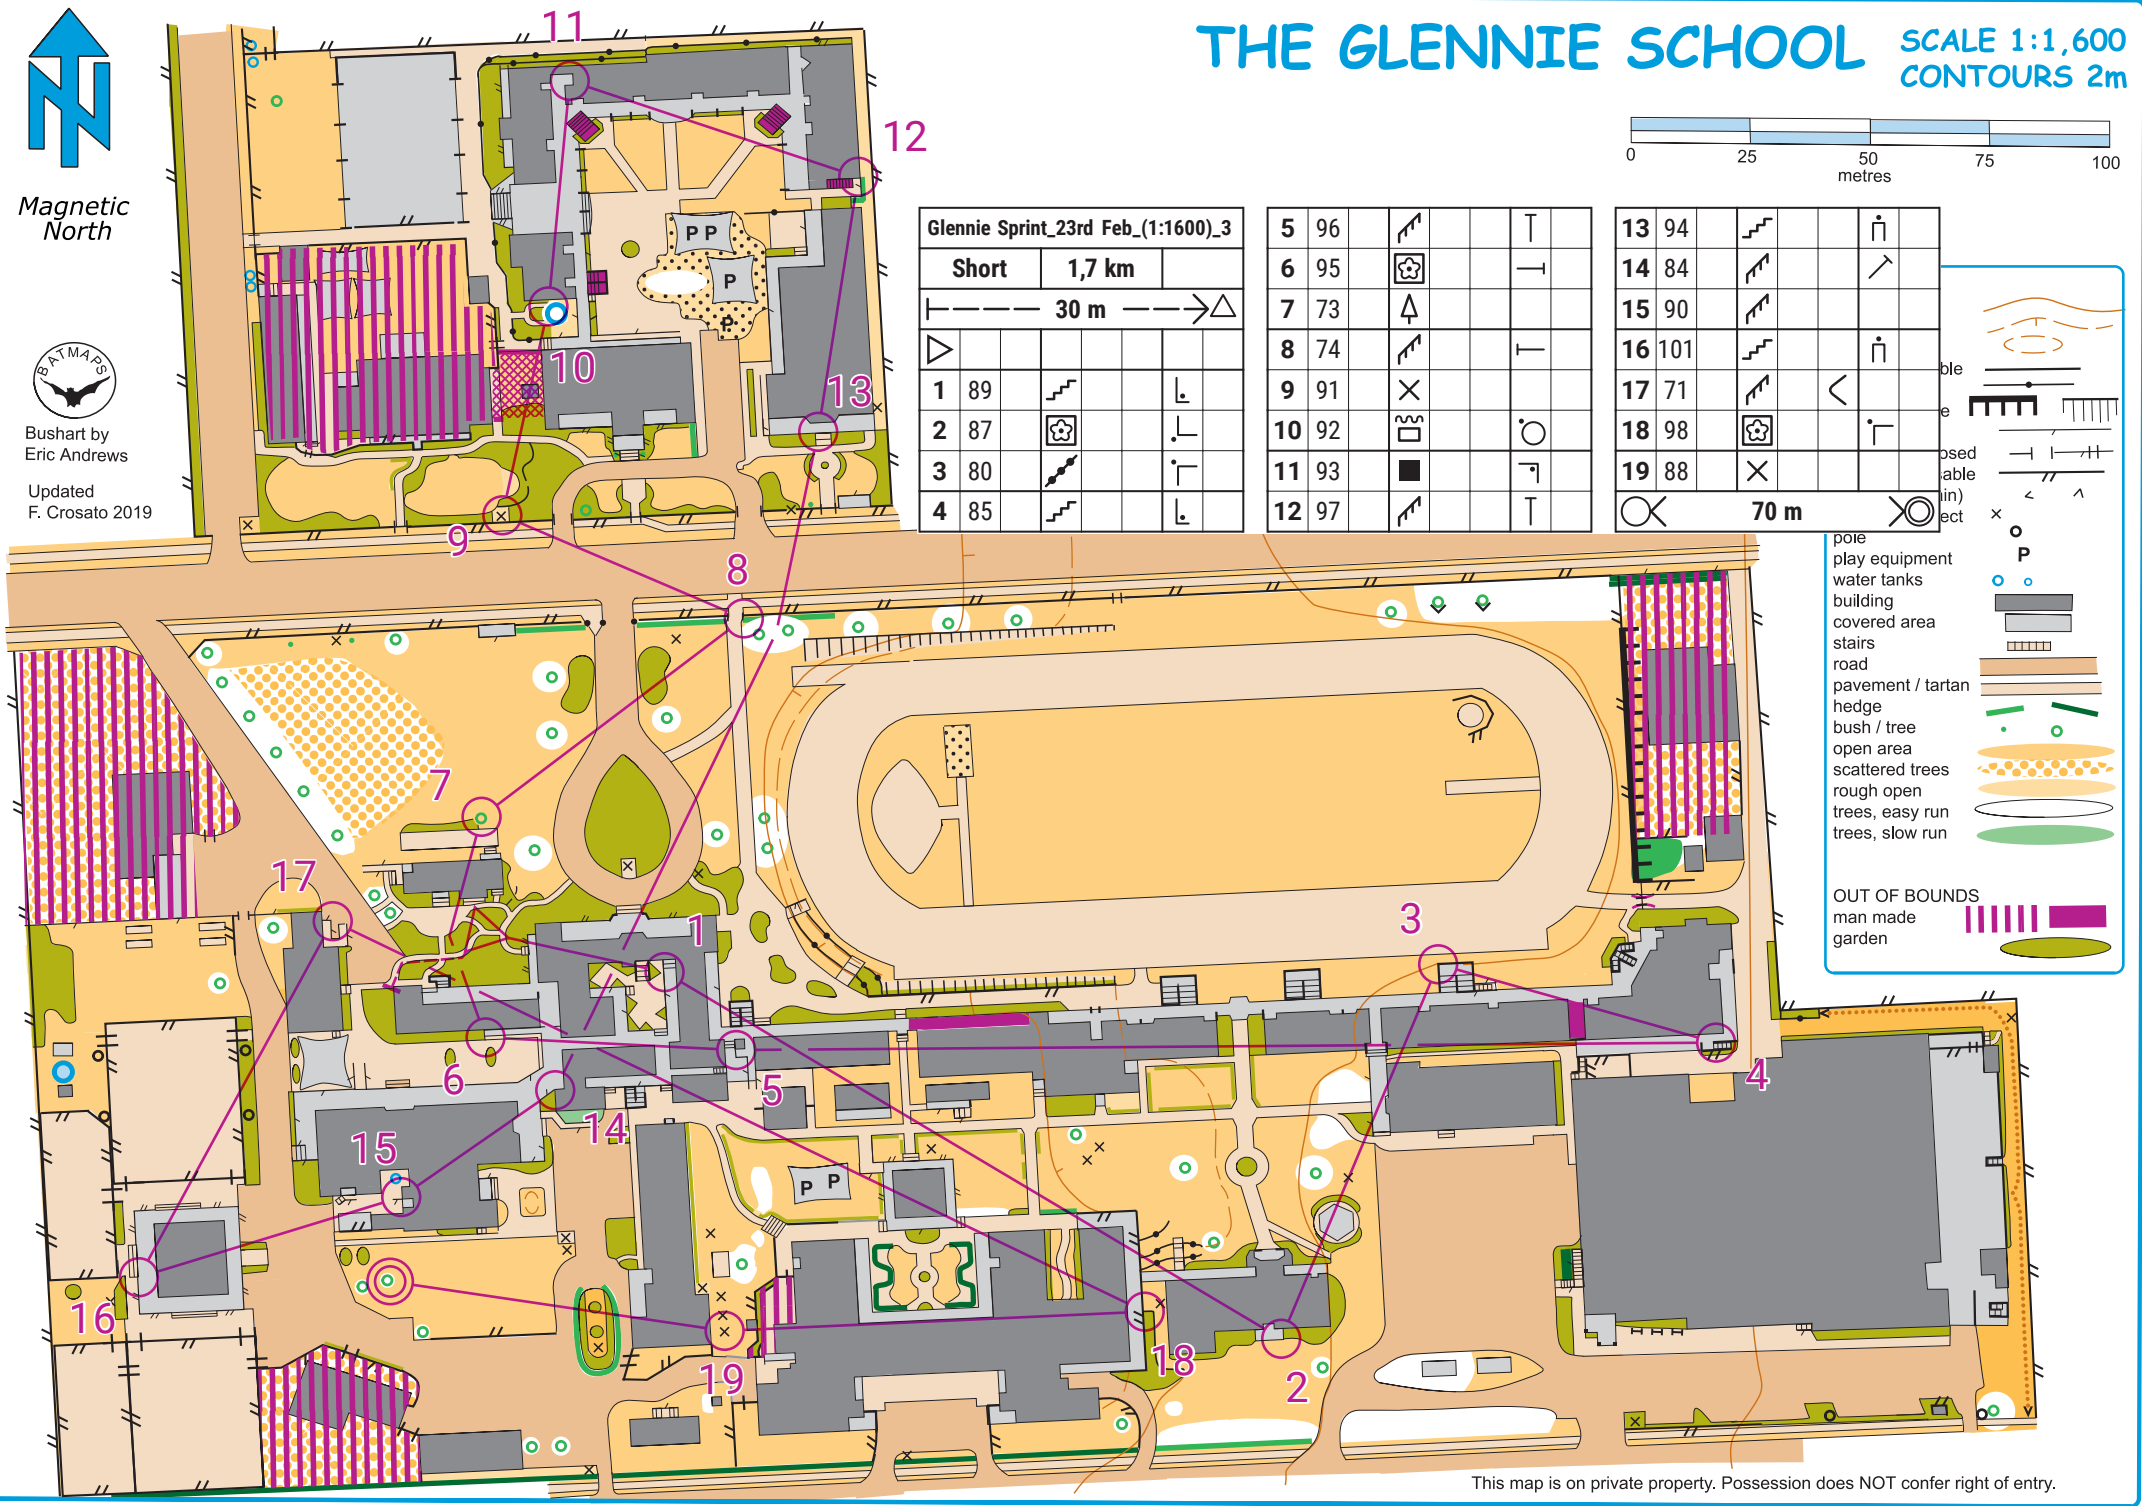 THE GLENNIE SCHOOL
SCALE 1:1,600
CONTOURS 2m
0 25 50 75 100
metres
Magnetic
North
BATMAPS
Bushart by
Eric Andrews
Updated
F. Crosato 2019
Glennie Sprint_23rd Feb_(1:1600)_3
Short 1,7 km
30 m
1 89
2 87
3 80
4 85
5 96
6 95
7 73
8 74
9 91
10 92
11 93
12 97
13 94
14 84
15 90
16 101
17 71
18 98
19 88
70 m
ble
e
osed
sable
in)
ect
pole
play equipment P
water tanks
building
covered area
stairs
road
pavement / tartan
hedge
bush / tree
open area
scattered trees
rough open
trees, easy run
trees, slow run
OUT OF BOUNDS
man made
garden
11
12
P P
P
P
10
13
9
8
7
17
1
3
6
5
4
14
15
P P
16
18
19
2
This map is on private property. Possession does NOT confer right of entry.